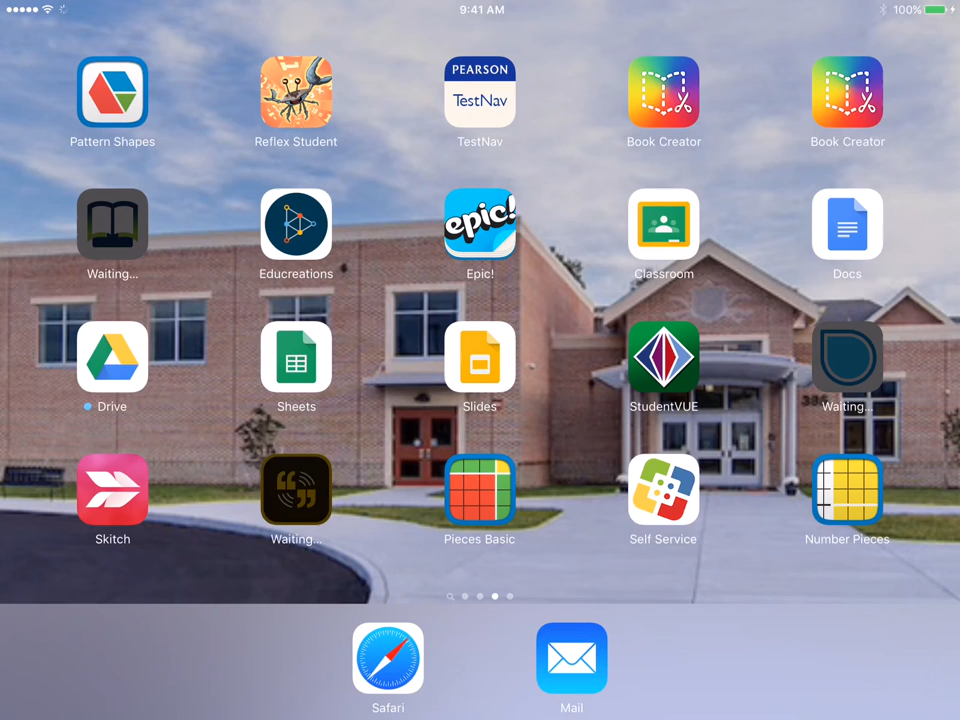 9:41 AM
100%
PEARSON
TestNav
Pattern Shapes
Reflex Student
TestNav
Book Creator
Book Creator
epic!
Waiting...
Educreations
Epic!
Classroom
Docs
Drive
Sheets
Slides
StudentVUE
Waiting...
Skitch
Waiting...
Pieces Basic
Self Service
Number Pieces
Safari
Mail